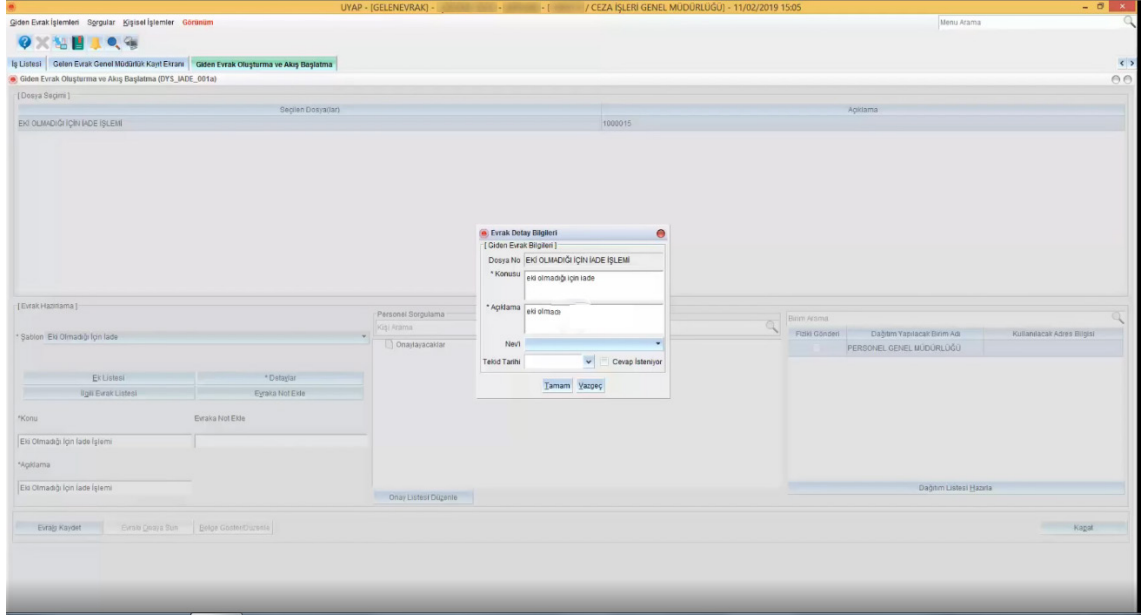 UYAP - [GELENEVRAK] - / CEZA İŞLERİ GENEL MÜDÜRLÜĞÜ] - 11/02/2019 15:05
Giden Evrak İşlemleri Sorgular Kişisel İşlemler Görünüm
Menu Arama
İş Listesi Gelen Evrak Genel Müdürlük Kayıt Ekranı Giden Evrak Oluşturma ve Akış Başlatma
Giden Evrak Oluşturma ve Akış Başlatma (DYS_IADE_001a)
[ Dosya Seçimi ]
Seçilen Dosya(lar) Açıklama
EKİ OLMADIĞI İÇİN İADE İŞLEMİ 1000015
Evrak Detay Bilgileri
[ Giden Evrak Bilgileri ]
Dosya No EKİ OLMADIĞI İÇİN İADE İŞLEMİ
* Konusu eki olmadığı için iade
* Açıklama eki olmadı
Nev'i
Tekid Tarihi Cevap İsteniyor
Tamam Vazgeç
[ Evrak Hazırlama ]
* Şablon Eki Olmadığı İçin İade
Ek Listesi * Detaylar
İlgili Evrak Listesi Evraka Not Ekle
*Konu Evraka Not Ekle
Eki Olmadığı İçin İade İşlemi
*Açıklama
Eki Olmadığı İçin İade İşlemi
Personel Sorgulama
Kişi Arama
Onaylayacaklar
Onay Listesi Düzenle
Birim Arama
Fiziki Gönderi Dağıtım Yapılacak Birim Adı Kullanılacak Adres Bilgisi
PERSONEL GENEL MÜDÜRLÜĞÜ
Dağıtım Listesi Hazırla
Evrakı Kaydet Belge Göster/Düzenle Kapat